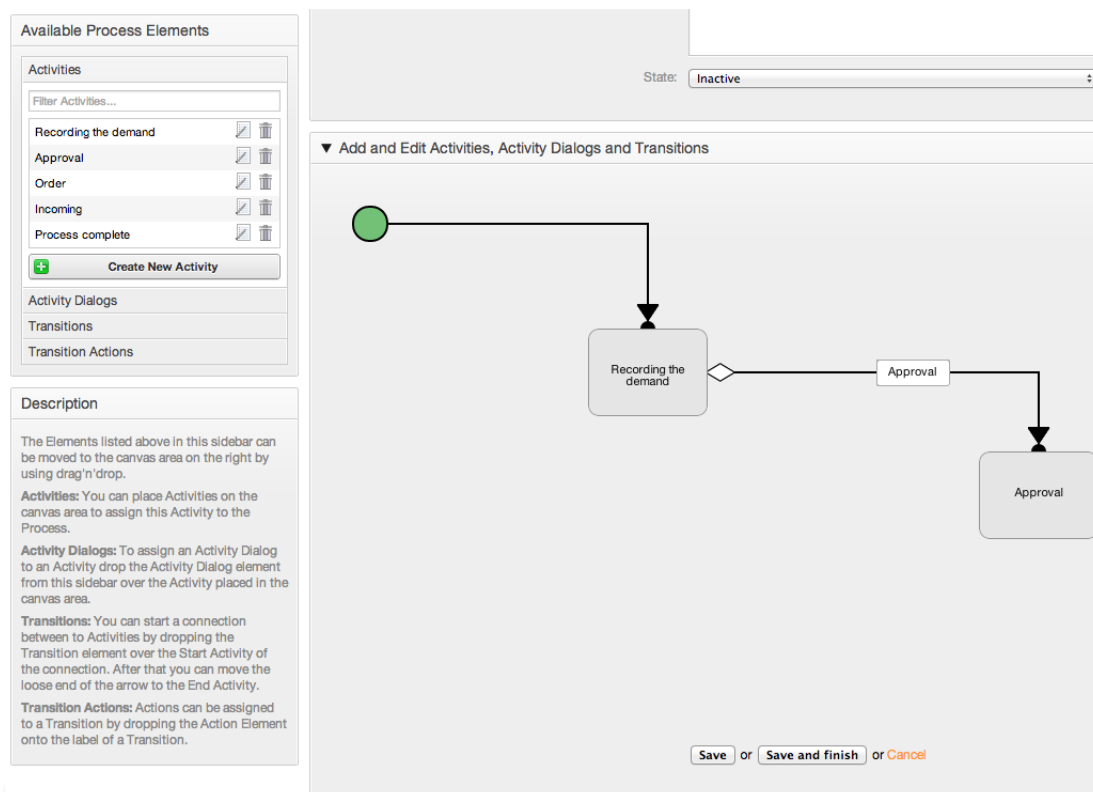 Available Process Elements
Activities
Filter Activities...
Recording the demand
Approval
Order
Incoming
Process complete
Create New Activity
Activity Dialogs
Transitions
Transition Actions
Description
The Elements listed above in this sidebar can
be moved to the canvas area on the right by
using drag'n'drop.
Activities: You can place Activities on the
canvas area to assign this Activity to the
Process.
Activity Dialogs: To assign an Activity Dialog
to an Activity drop the Activity Dialog element
from this sidebar over the Activity placed in the
canvas area.
Transitions: You can start a connection
between to Activities by dropping the
Transition element over the Start Activity of
the connection. After that you can move the
loose end of the arrow to the End Activity.
Transition Actions: Actions can be assigned
to a Transition by dropping the Action Element
onto the label of a Transition.
State: Inactive
▼ Add and Edit Activities, Activity Dialogs and Transitions
Recording the
demand
Approval
Approval
Save or Save and finish or Cancel